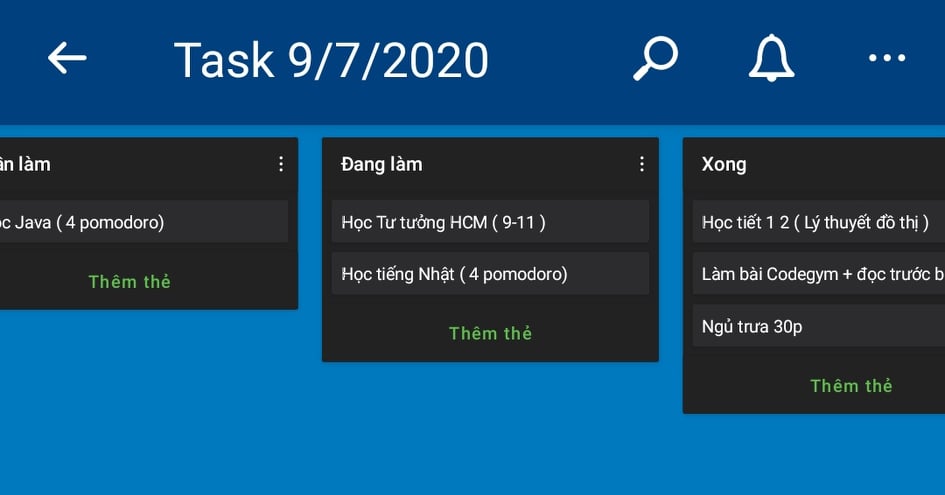 Task 9/7/2020
làm
Java ( 4 pomodoro)
Thêm thẻ
Đang làm
Học Tư tưởng HCM ( 9-11 )
Học tiếng Nhật ( 4 pomodoro)
Thêm thẻ
Xong
Học tiết 1 2 ( Lý thuyết đồ thị )
Làm bài Codegym + đọc trước
Ngủ trưa 30p
Thêm thẻ